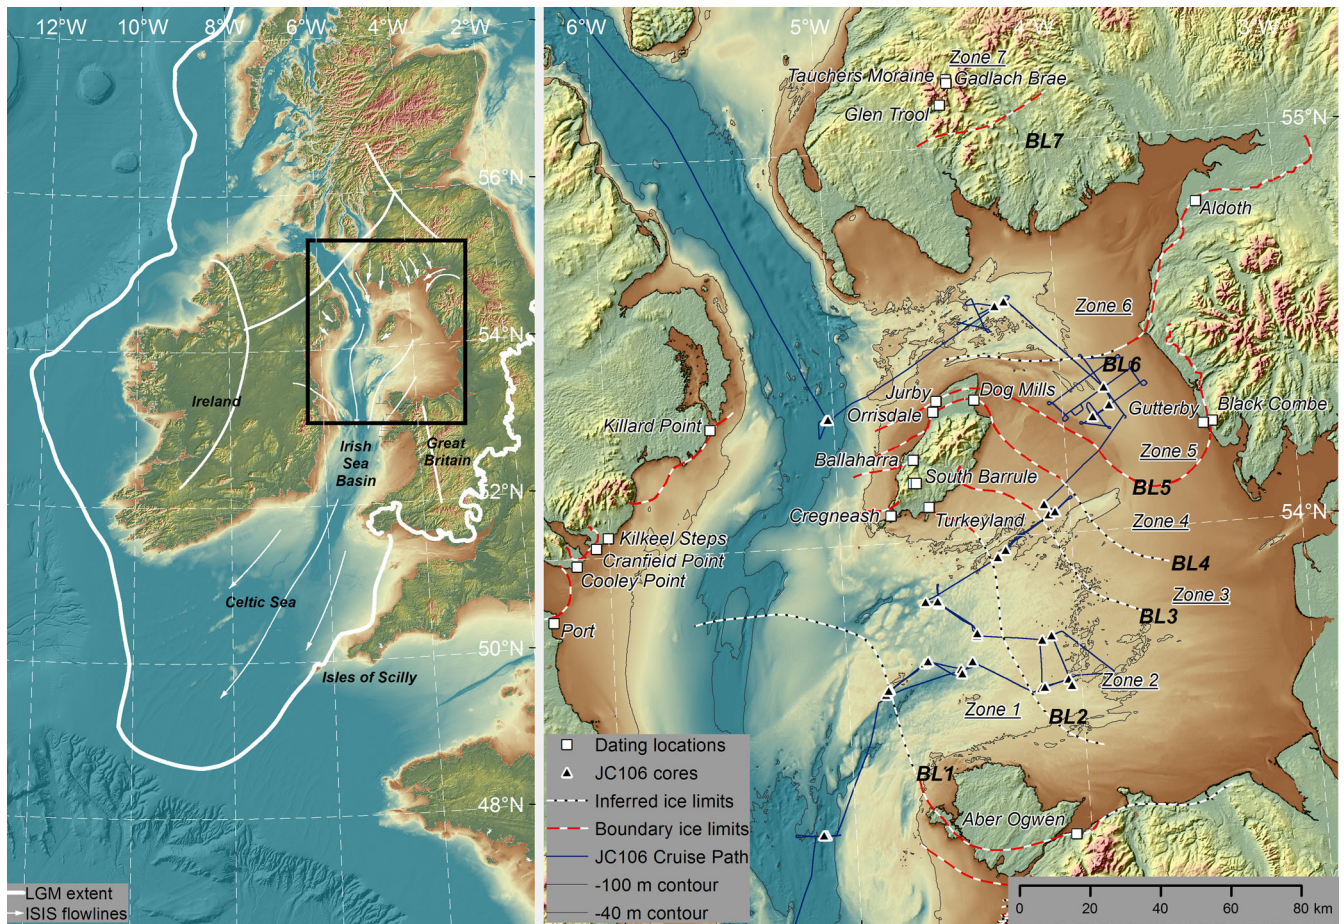 12°W
10°W
8°W
6°W
4°W
2°W
56°N
54°N
52°N
50°N
48°N
Ireland
Irish
Sea
Basin
Great
Britain
Celtic Sea
Isles of Scilly
LGM extent
ISIS flowlines
6°W
5°W
4°W
3°W
55°N
54°N
Zone 7
Tauchers Moraine
Gadlach Brae
Glen Trool
BL7
Aldoth
Zone 6
BL6
Jurby
Dog Mills
Orrisdale
Gutterby
Black Combe
Killard Point
Zone 5
Ballaharra
South Barrule
BL5
Cregneash
Turkeyland
Zone 4
Kilkeel Steps
Cranfield Point
Cooley Point
BL4
Zone 3
BL3
Port
Zone 2
Zone 1
BL2
BL1
Aber Ogwen
Dating locations
JC106 cores
Inferred ice limits
Boundary ice limits
JC106 Cruise Path
-100 m contour
-40 m contour
0 20 40 60 80 km